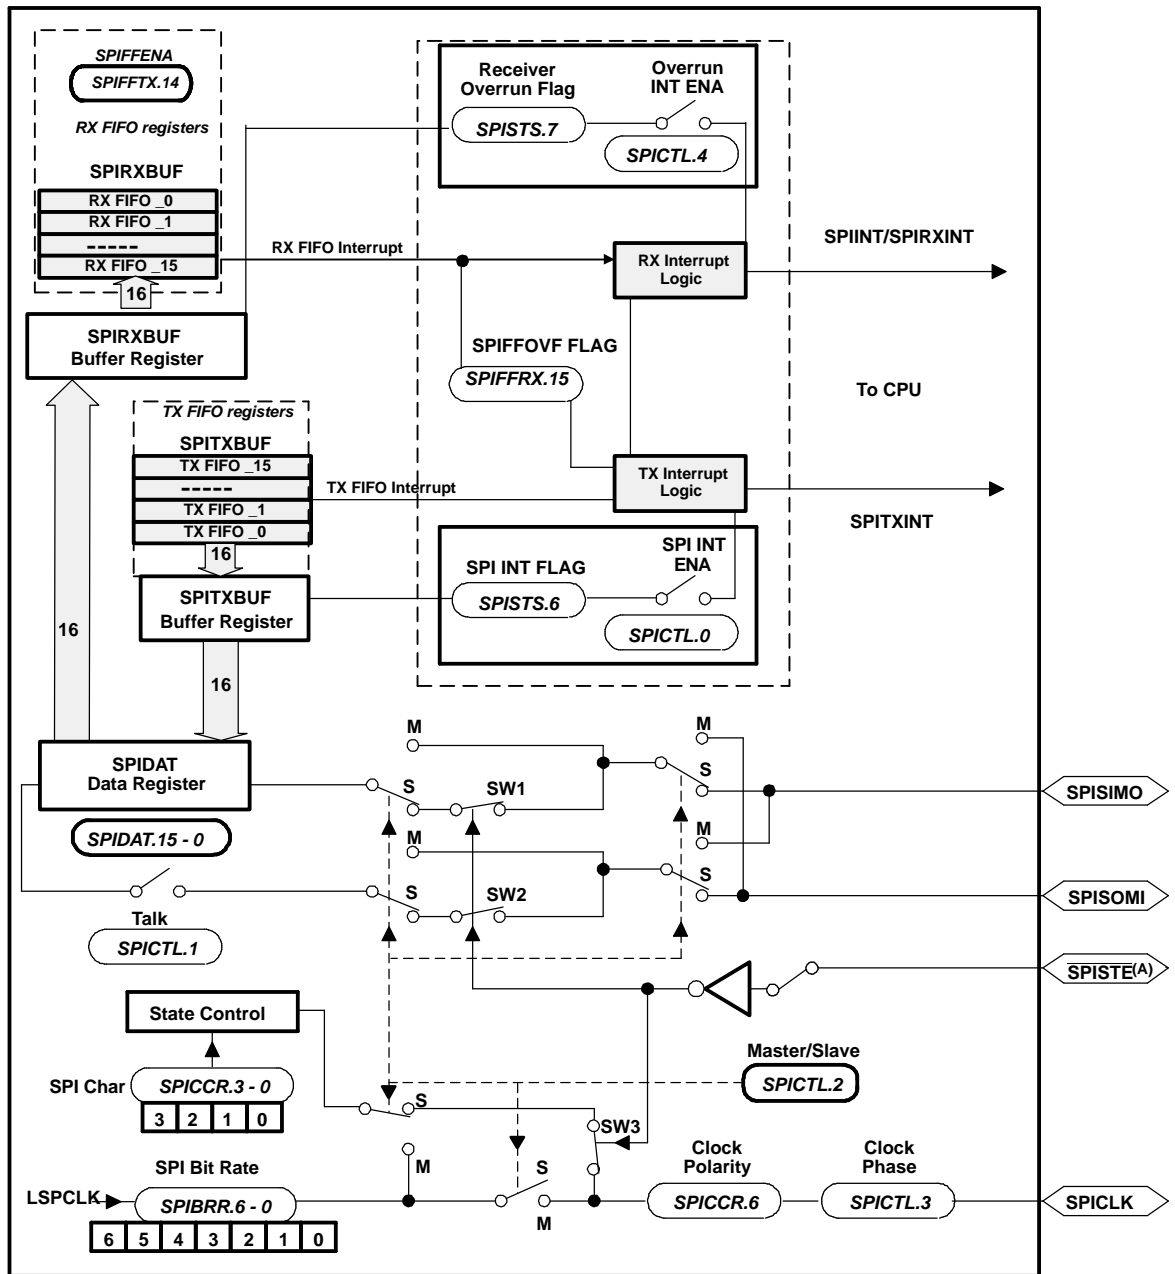 SPIFFENA
SPIFFTX.14
RX FIFO registers
SPIRXBUF
RX FIFO _0
RX FIFO _1
-----
RX FIFO _15
16
SPIRXBUF
Buffer Register
Receiver
Overrun Flag
SPISTS.7
Overrun
INT ENA
SPICTL.4
RX FIFO Interrupt
RX Interrupt
Logic
SPIINT/SPIRXINT
SPIFFOVF FLAG
SPIFFRX.15
To CPU
TX FIFO registers
SPITXBUF
TX FIFO _15
-----
TX FIFO _1
TX FIFO _0
16
TX FIFO Interrupt
TX Interrupt
Logic
SPITXINT
SPITXBUF
Buffer Register
SPI INT FLAG
SPISTS.6
SPI INT
ENA
SPICTL.0
16
16
SPIDAT
Data Register
SPIDAT.15 - 0
M
S
SW1
M
S
SPISIMO
M
S
SW2
M
S
SPISOMI
Talk
SPICTL.1
SPISTE(A)
State Control
Master/Slave
SPICTL.2
SPI Char
SPICCR.3 - 0
3 2 1 0
S
SW3
M
SPI Bit Rate
LSPCLK
SPIBRR.6 - 0
6 5 4 3 2 1 0
S
M
Clock
Polarity
SPICCR.6
Clock
Phase
SPICTL.3
SPICLK